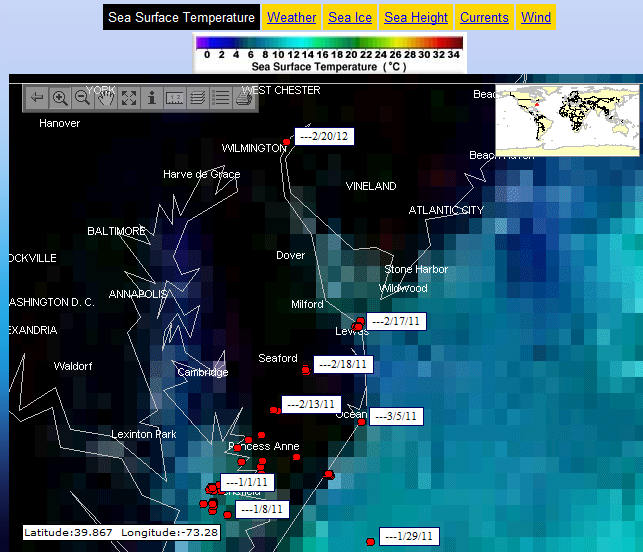 Sea Surface Temperature Weather Sea Ice Sea Height Currents Wind
0 2 4 6 8 10 12 14 16 18 20 22 24 26 28 30 32 34
Sea Surface Temperature (°C)
YORK
WEST CHESTER
Bea
Hanover
---2/20/12
WILMINGTON
Beach Haven
Harve de Grace
VINELAND
ATLANTIC CITY
BALTIMORE
OCKVILLE
Dover
Stone Harbor
Wildwood
ANNAPOLIS
ASHINGTON D. C.
Milford
---2/17/11
EXANDRIA
Lewes
Seaford
---2/18/11
Waldorf
Cambridge
---2/13/11
Ocean
---3/5/11
Lexinton Park
Princess Anne
---1/1/11
isfield
---1/8/11
Latitude:39.867 Longitude:-73.28
---1/29/11